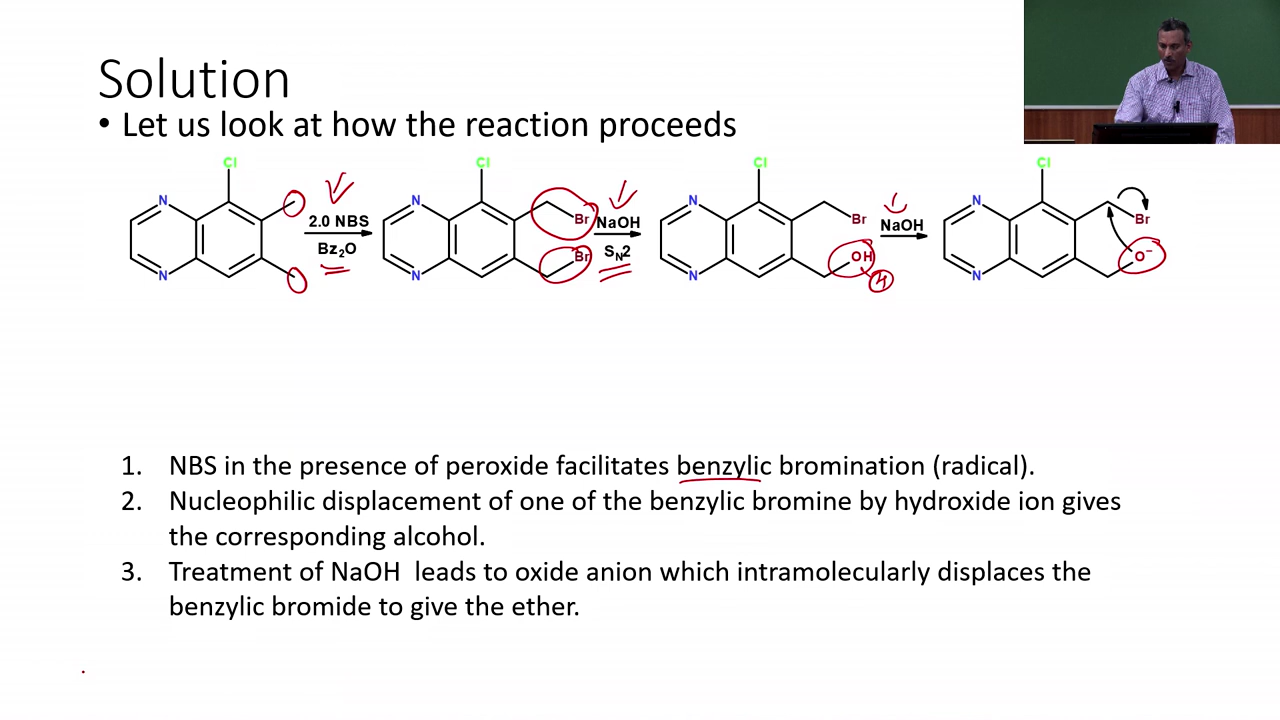 Solution
• Let us look at how the reaction proceeds
Cl Cl Cl Cl
N 2.0 NBS N Br NaOH N Br NaOH N Br
Bz2O Br SN2 OH O-
N N N H N
1. NBS in the presence of peroxide facilitates benzylic bromination (radical).
2. Nucleophilic displacement of one of the benzylic bromine by hydroxide ion gives
the corresponding alcohol.
3. Treatment of NaOH leads to oxide anion which intramolecularly displaces the
benzylic bromide to give the ether.